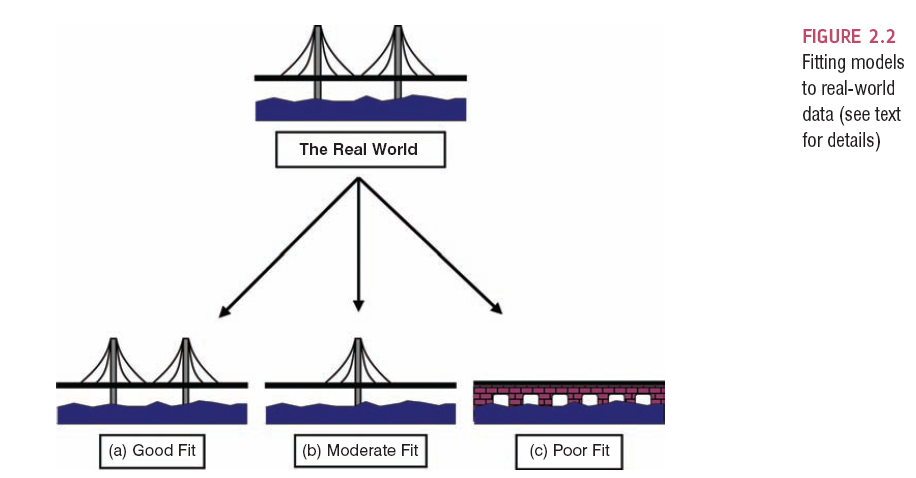 FIGURE 2.2
Fitting models
to real-world
data (see text
for details)
The Real World
(a) Good Fit
(b) Moderate Fit
(c) Poor Fit